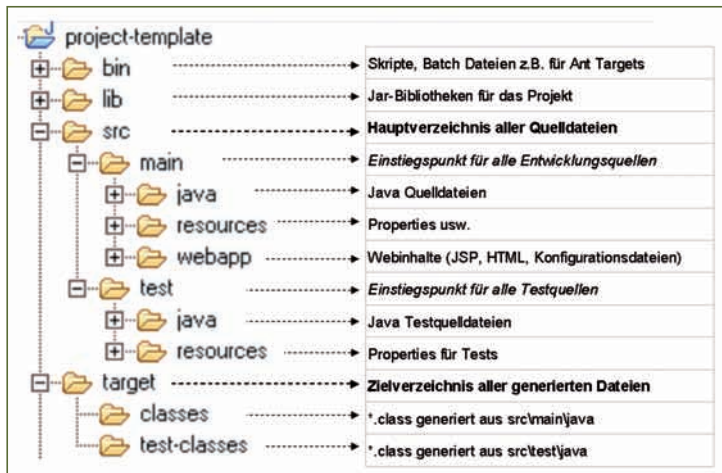 project-template
bin Skripte, Batch Dateien z.B. für Ant Targets
lib Jar-Bibliotheken für das Projekt
src Hauptverzeichnis aller Quelldateien
main Einstiegspunkt für alle Entwicklungsquellen
java Java Quelldateien
resources Properties usw.
webapp Webinhalte (JSP, HTML, Konfigurationsdateien)
test Einstiegspunkt für alle Testquellen
java Java Testquelldateien
resources Properties für Tests
target Zielverzeichnis aller generierten Dateien
classes *.class generiert aus src\main\java
test-classes *.class generiert aus src\test\java